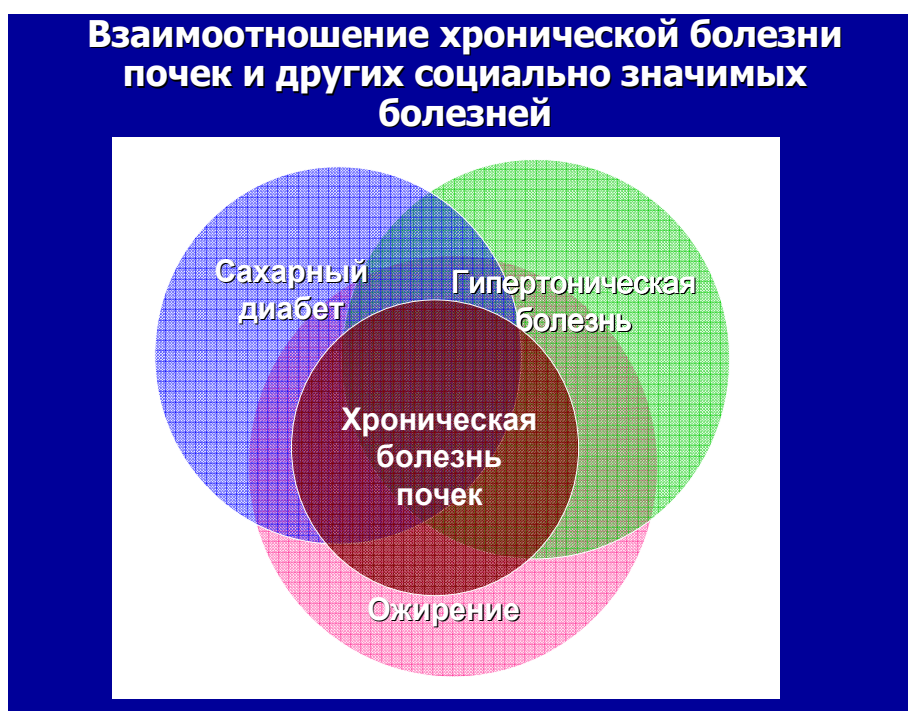 Взаимоотношение хронической болезни
почек и других социально значимых
болезней
Сахарный
диабет
Гипертоническая
болезнь
Хроническая
болезнь
почек
Ожирение